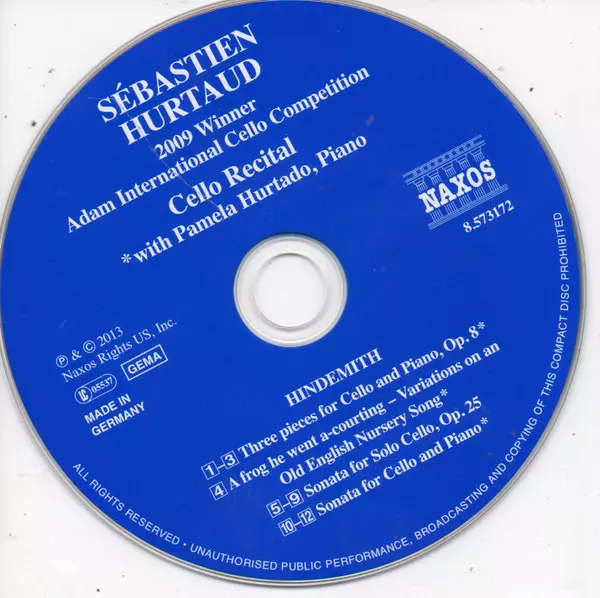 SÉBASTIEN
HURTAUD
2009 Winner
Adam International Cello Competition
Cello Recital
*with Pamela Hurtado, Piano
NAXOS
8.573172
℗ & © 2013
Naxos Rights US, Inc.
LC 05537
GEMA
MADE IN
GERMANY
HINDEMITH
1–3 Three pieces for Cello and Piano, Op. 8*
4 A frog he went a-courting – Variations on an
Old English Nursery Song*
5–9 Sonata for Solo Cello, Op. 25
10–12 Sonata for Cello and Piano*
ALL RIGHTS RESERVED • UNAUTHORISED PUBLIC PERFORMANCE, BROADCASTING AND COPYING OF THIS COMPACT DISC PROHIBITED